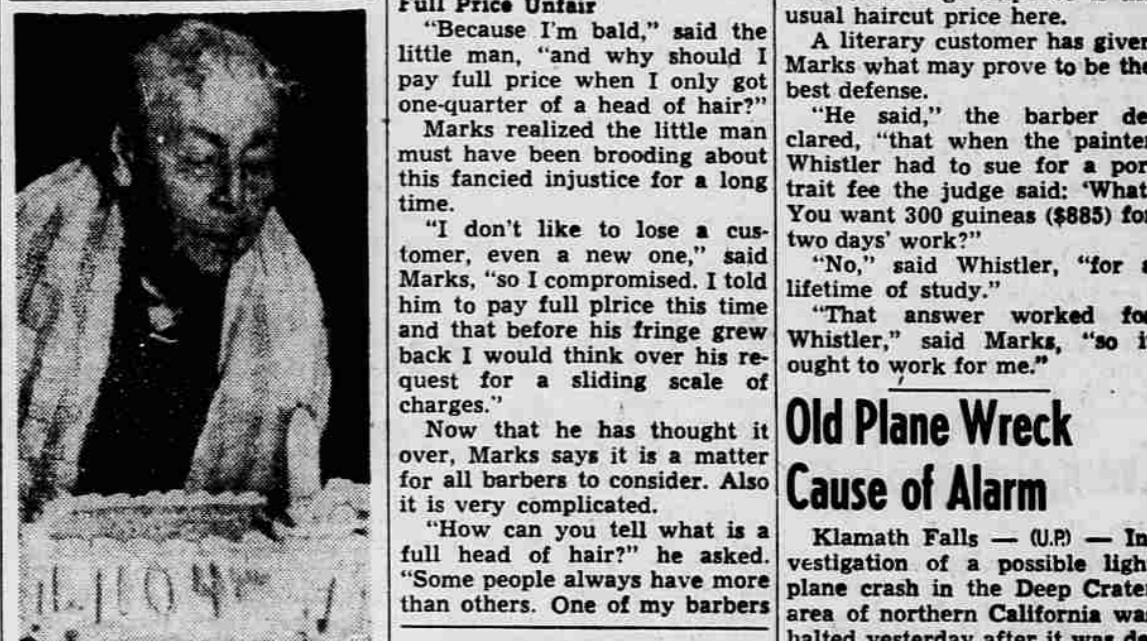 Full Price Unfair
"Because I'm bald," said the
little man, "and why should I
pay full price when I only got
one-quarter of a head of hair?"
Marks realized the little man
must have been brooding about
this fancied injustice for a long
time.
"I don't like to lose a cus-
tomer, even a new one," said
Marks, "so I compromised. I told
him to pay full plrice this time
and that before his fringe grew
back I would think over his re-
quest for a sliding scale of
charges."
Now that he has thought it
over, Marks says it is a matter
for all barbers to consider. Also
it is very complicated.
"How can you tell what is a
full head of hair?" he asked.
"Some people always have more
than others. One of my barbers
usual haircut price here.
A literary customer has given
Marks what may prove to be the
best defense.
"He said," the barber de
clared, "that when the painter
Whistler had to sue for a por
trait fee the judge said: 'What
You want 300 guineas ($885) for
two days' work?"
"No," said Whistler, "for a
lifetime of study."
"That answer worked for
Whistler," said Marks, "so it
ought to work for me."
Old Plane Wreck
Cause of Alarm
Klamath Falls — (U.P.) — In
vestigation of a possible light
plane crash in the Deep Crater
area of northern California was
halted yesterday after it was